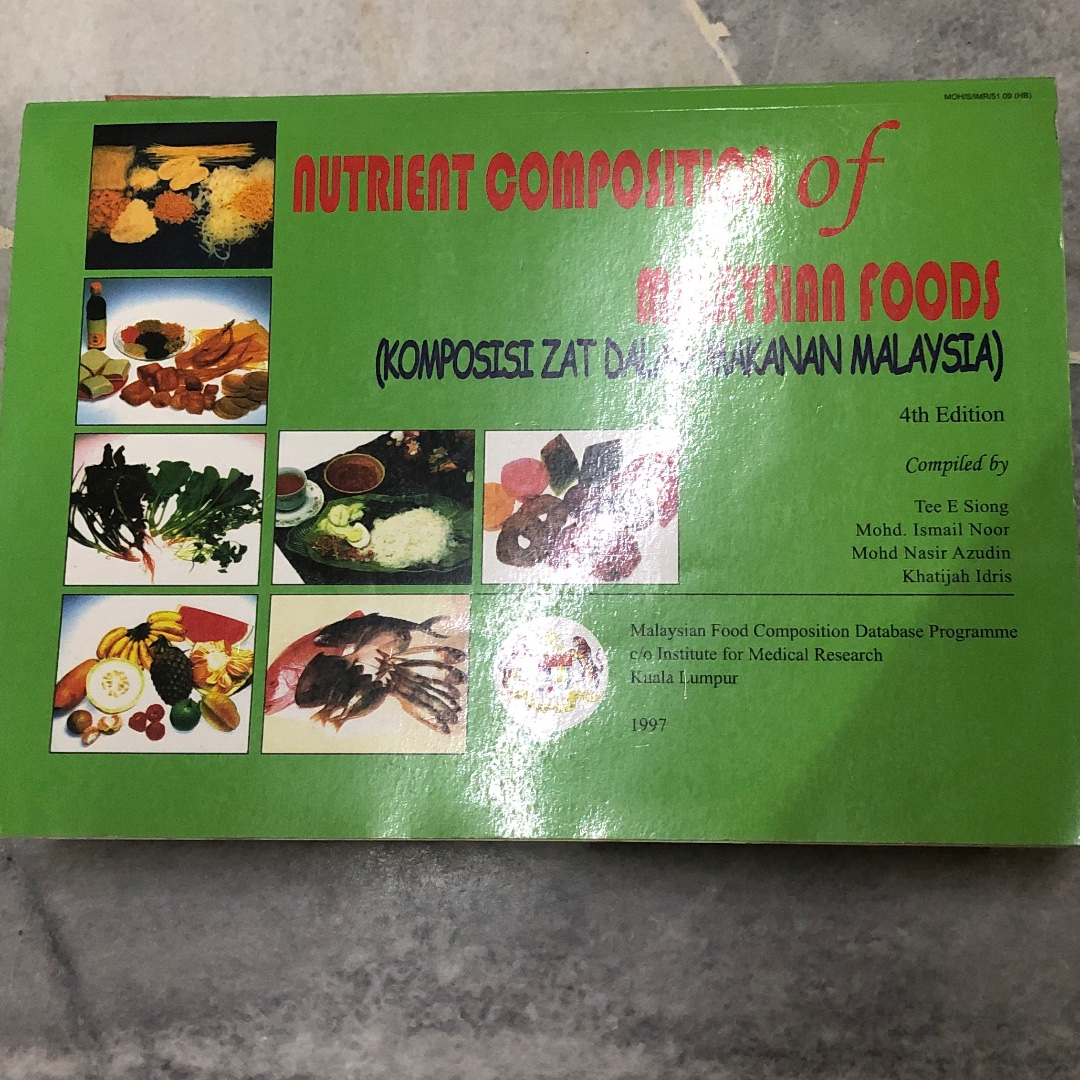 MOH/S/IMR/51.09 (HB)
NUTRIENT COMPOSITION of
MALAYSIAN FOODS
(KOMPOSISI ZAT DALAM MAKANAN MALAYSIA)
4th Edition
Compiled by
Tee E Siong
Mohd. Ismail Noor
Mohd Nasir Azudin
Khatijah Idris
Malaysian Food Composition Database Programme
c/o Institute for Medical Research
Kuala Lumpur
1997